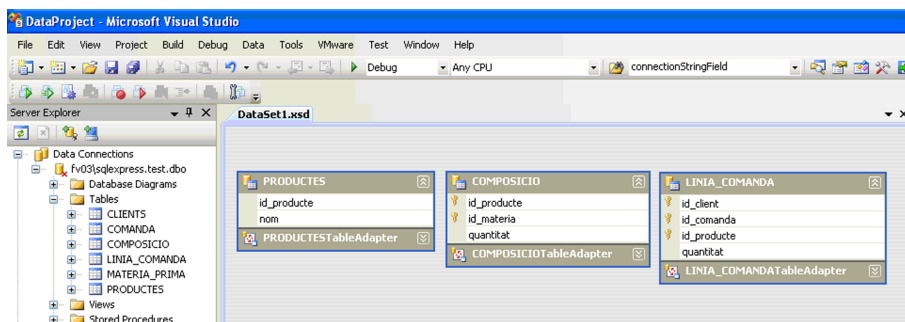 DataProject - Microsoft Visual Studio
File Edit View Project Build Debug Data Tools VMware Test Window Help
Debug Any CPU connectionStringField
Server Explorer
DataSet1.xsd
Data Connections
fv03\sqlexpress.test.dbo
Database Diagrams
Tables
CLIENTS
COMANDA
COMPOSICIO
LINIA_COMANDA
MATERIA_PRIMA
PRODUCTES
Views
Stored Procedures
PRODUCTES
id_producte
nom
PRODUCTESTableAdapter
COMPOSICIO
id_producte
id_materia
quantitat
COMPOSICIOTableAdapter
LINIA_COMANDA
id_client
id_comanda
id_producte
quantitat
LINIA_COMANDATableAdapter